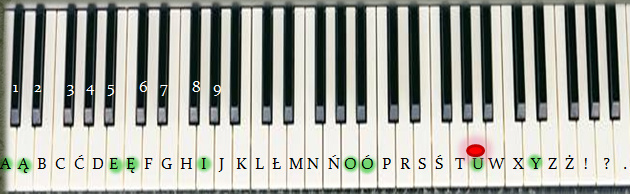 1 2 3 4 5 6 7 8 9
A Ą B C Ć D E Ę F G H I J K L Ł M N Ń O Ó P R S Ś T U W X Y Z Ż ! ? .